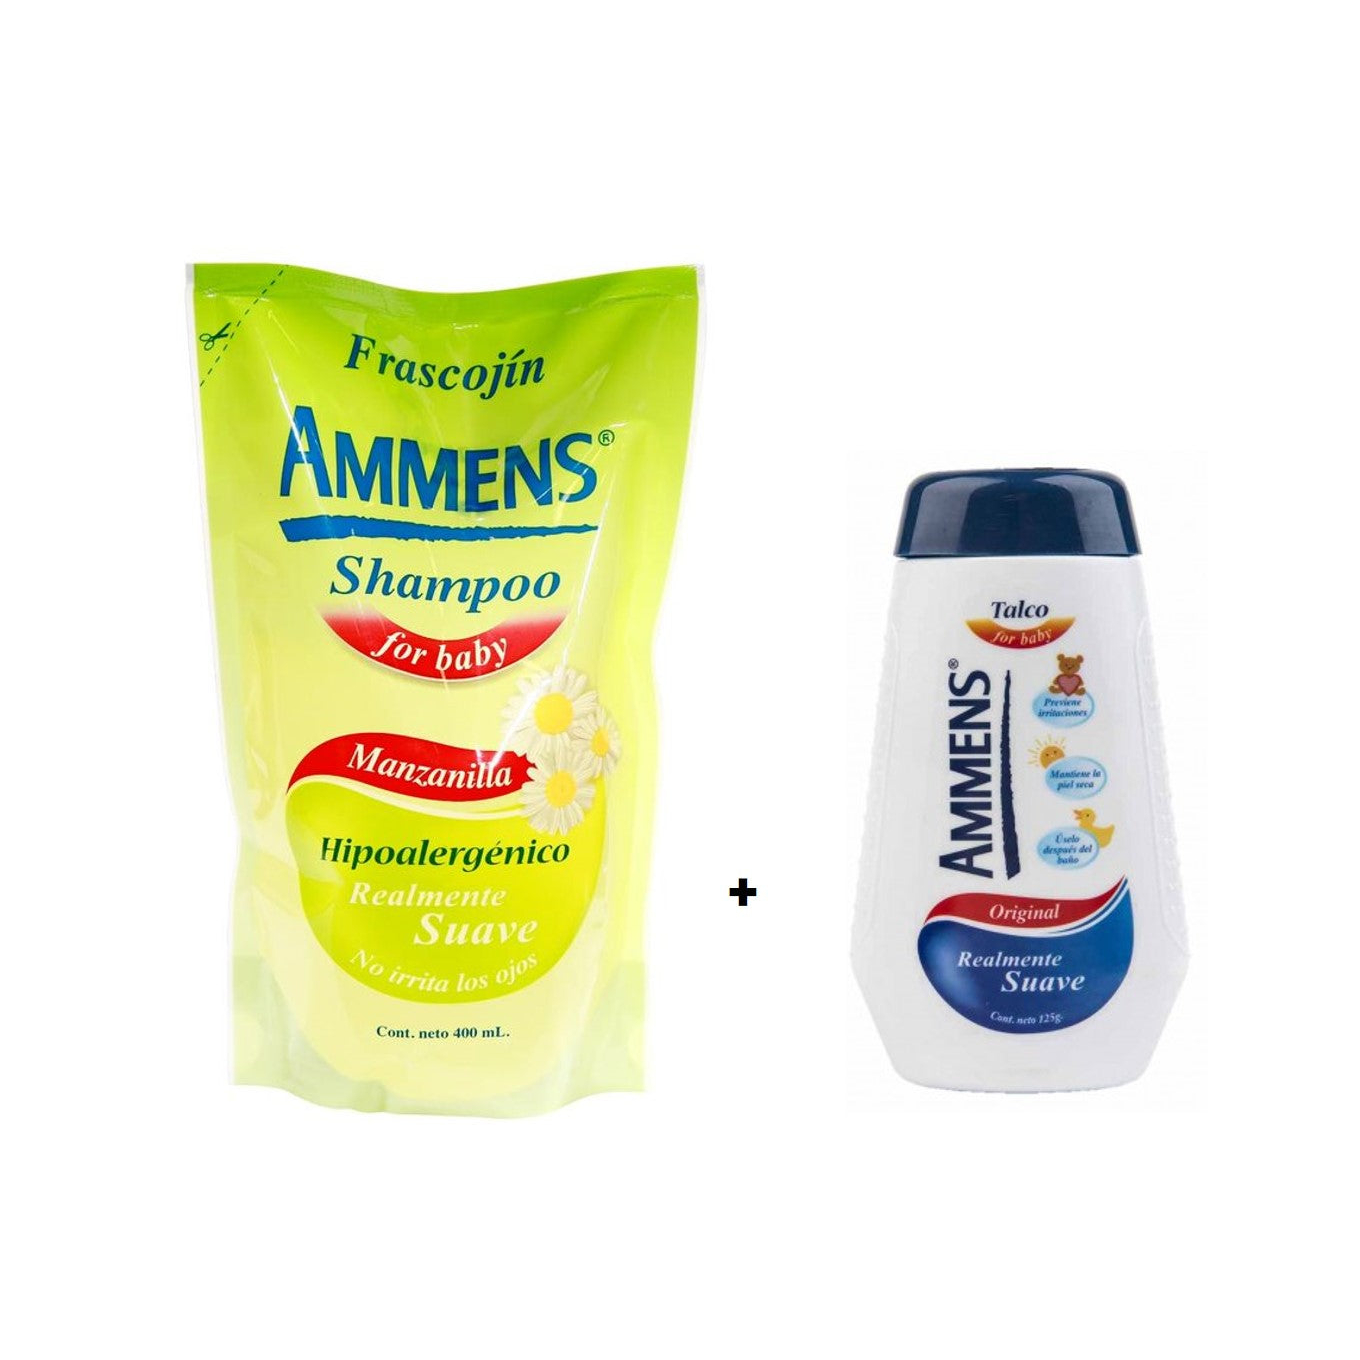 Frascojín
AMMENS®
Shampoo
for baby
Manzanilla
Hipoalergénico
Realmente
Suave
No irrita los ojos
Cont. neto 400 mL.
+
Talco
for baby
AMMENS®
Previene
irritaciones
Mantiene la
piel seca
Úselo
después del
baño
Original
Realmente
Suave
Cont. neto 125g.